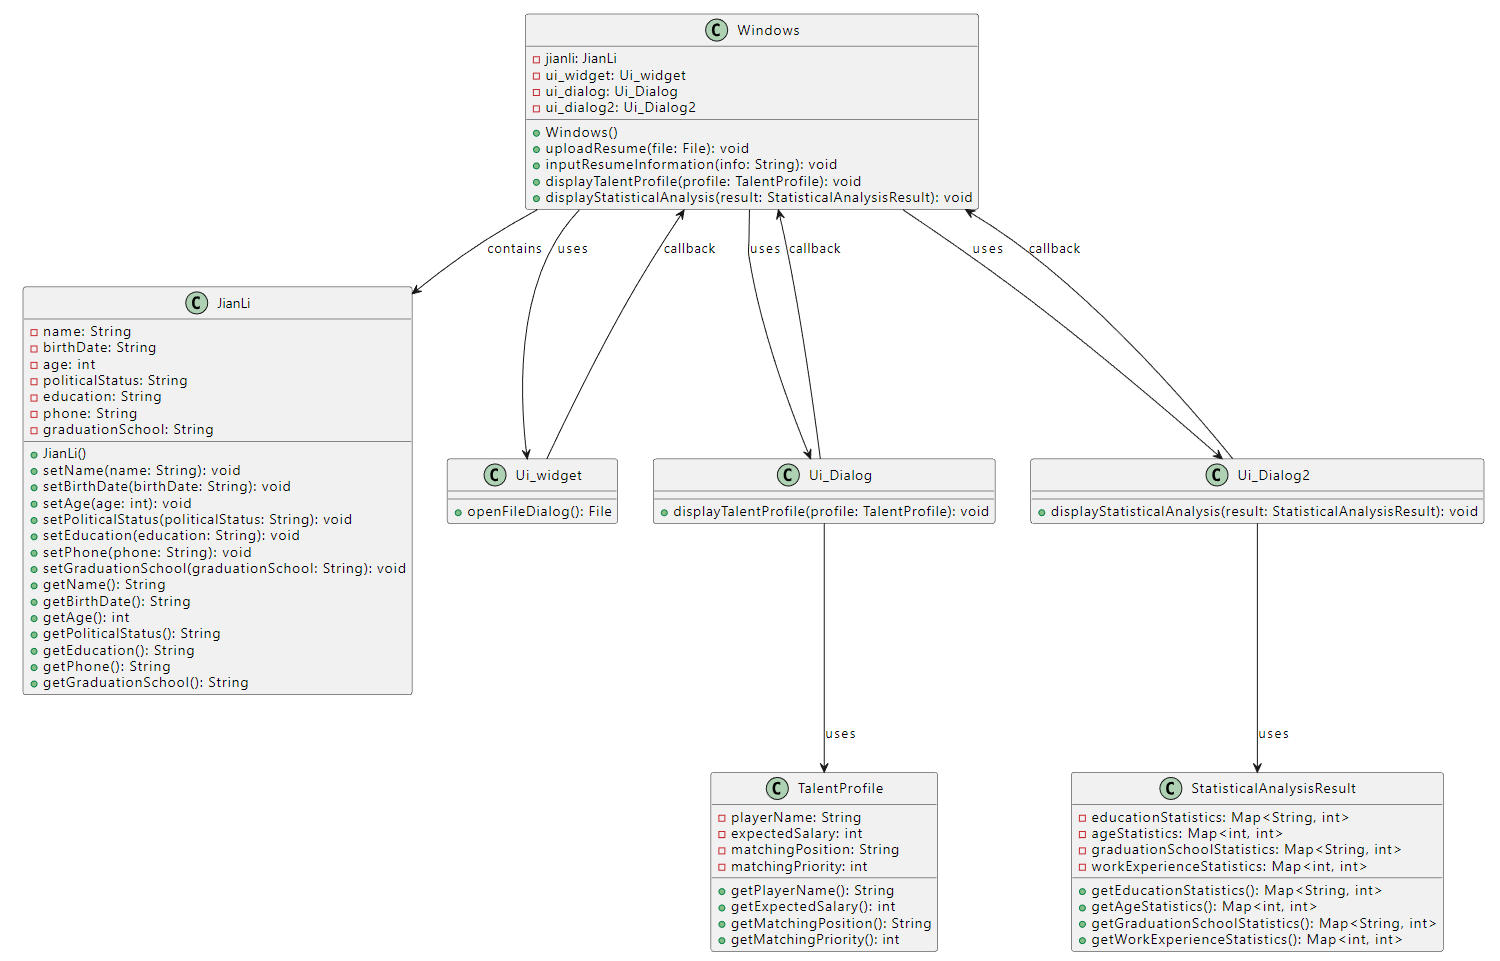 C Windows
jianli: JianLi
ui_widget: Ui_widget
ui_dialog: Ui_Dialog
ui_dialog2: Ui_Dialog2
Windows()
uploadResume(file: File): void
inputResumeInformation(info: String): void
displayTalentProfile(profile: TalentProfile): void
displayStatisticalAnalysis(result: StatisticalAnalysisResult): void
contains
uses
callback
uses
callback
uses
callback
C JianLi
name: String
birthDate: String
age: int
politicalStatus: String
education: String
phone: String
graduationSchool: String
JianLi()
setName(name: String): void
setBirthDate(birthDate: String): void
setAge(age: int): void
setPoliticalStatus(politicalStatus: String): void
setEducation(education: String): void
setPhone(phone: String): void
setGraduationSchool(graduationSchool: String): void
getName(): String
getBirthDate(): String
getAge(): int
getPoliticalStatus(): String
getEducation(): String
getPhone(): String
getGraduationSchool(): String
C Ui_widget
openFileDialog(): File
C Ui_Dialog
displayTalentProfile(profile: TalentProfile): void
C Ui_Dialog2
displayStatisticalAnalysis(result: StatisticalAnalysisResult): void
uses
uses
C TalentProfile
playerName: String
expectedSalary: int
matchingPosition: String
matchingPriority: int
getPlayerName(): String
getExpectedSalary(): int
getMatchingPosition(): String
getMatchingPriority(): int
C StatisticalAnalysisResult
educationStatistics: Map<String, int>
ageStatistics: Map<int, int>
graduationSchoolStatistics: Map<String, int>
workExperienceStatistics: Map<int, int>
getEducationStatistics(): Map<String, int>
getAgeStatistics(): Map<int, int>
getGraduationSchoolStatistics(): Map<String, int>
getWorkExperienceStatistics(): Map<int, int>